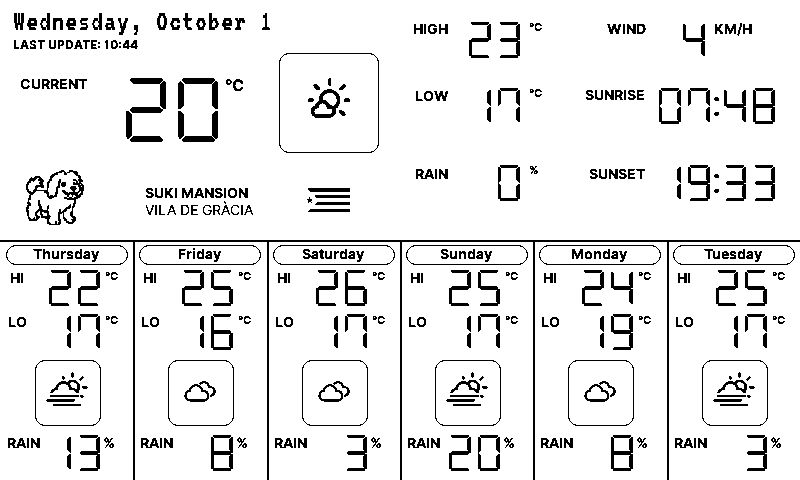 Wednesday, October 1
LAST UPDATE: 10:44
CURRENT 20 °C
HIGH 23 °C
LOW 17 °C
RAIN 0 %
WIND 4 KM/H
SUNRISE 07:48
SUNSET 19:33
SUKI MANSION
VILA DE GRÀCIA
Thursday
HI 22 °C
LO 17 °C
RAIN 13 %
Friday
HI 25 °C
LO 16 °C
RAIN 8 %
Saturday
HI 26 °C
LO 17 °C
RAIN 3 %
Sunday
HI 25 °C
LO 17 °C
RAIN 20 %
Monday
HI 24 °C
LO 19 °C
RAIN 8 %
Tuesday
HI 25 °C
LO 17 °C
RAIN 3 %